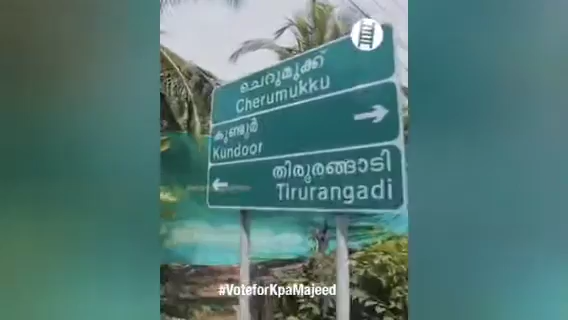 ചെറുമുക്ക്
Cherumukku
കുണ്ടൂർ
Kundoor
തിരൂരങ്ങാടി
Tirurangadi
#VoteforKpaMajeed